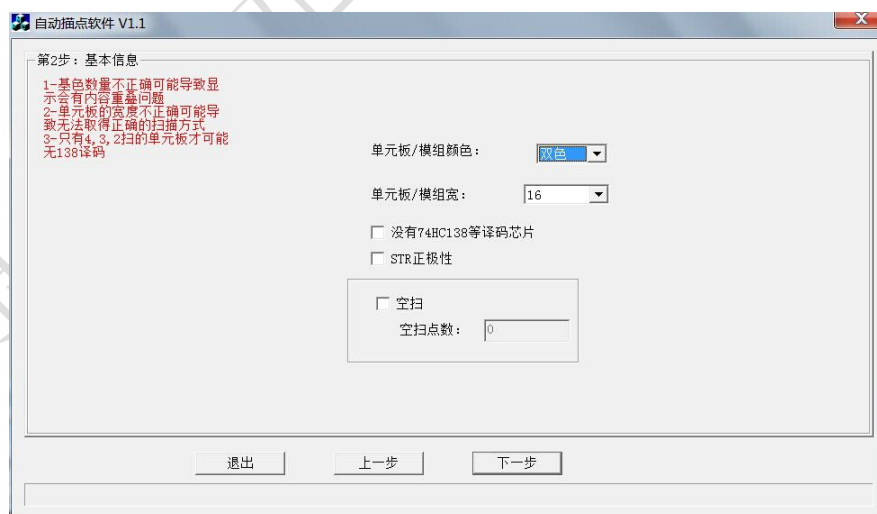 自动描点软件 V1.1
第2步：基本信息
1-基色数量不正确可能导致显
示会有内容重叠问题
2-单元板的宽度不正确可能导
致无法取得正确的扫描方式
3-只有4,3,2扫的单元板才可能
无138译码
单元板/模组颜色：
双色
单元板/模组宽：
16
没有74HC138等译码芯片
STR正极性
空扫
空扫点数：
0
退出
上一步
下一步